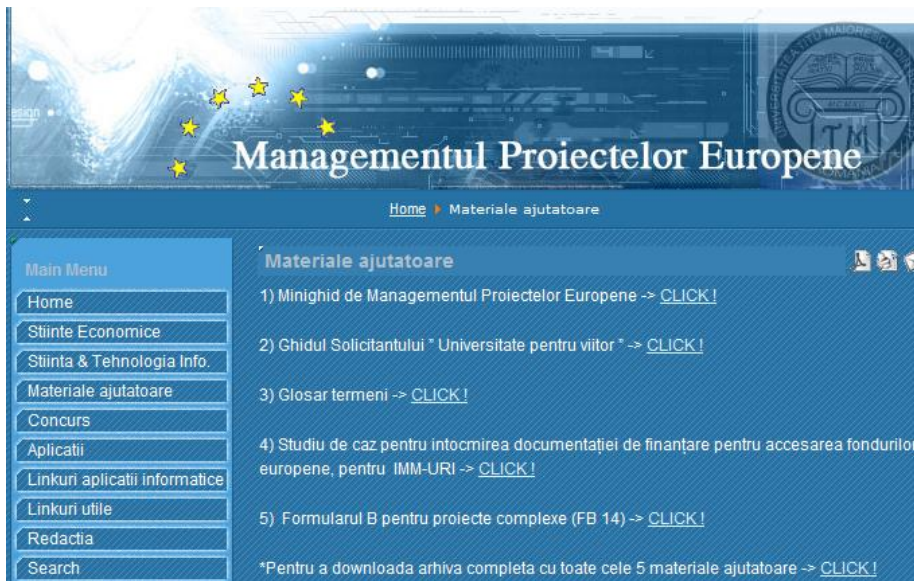 Managementul Proiectelor Europene
Home Materiale ajutatoare
Main Menu
Home
Stiinte Economice
Stiinta & Tehnologia Info.
Materiale ajutatoare
Concurs
Aplicatii
Linkuri aplicatii informatice
Linkuri utile
Redactia
Search
Materiale ajutatoare
1) Minighid de Managementul Proiectelor Europene -> CLICK !
2) Ghidul Solicitantului " Universitate pentru viitor " -> CLICK !
3) Glosar termeni -> CLICK !
4) Studiu de caz pentru intocmirea documentației de finanțare pentru accesarea fondurilor
europene, pentru IMM-URI -> CLICK !
5) Formularul B pentru proiecte complexe (FB 14) -> CLICK !
*Pentru a downloada arhiva completa cu toate cele 5 materiale ajutatoare -> CLICK !